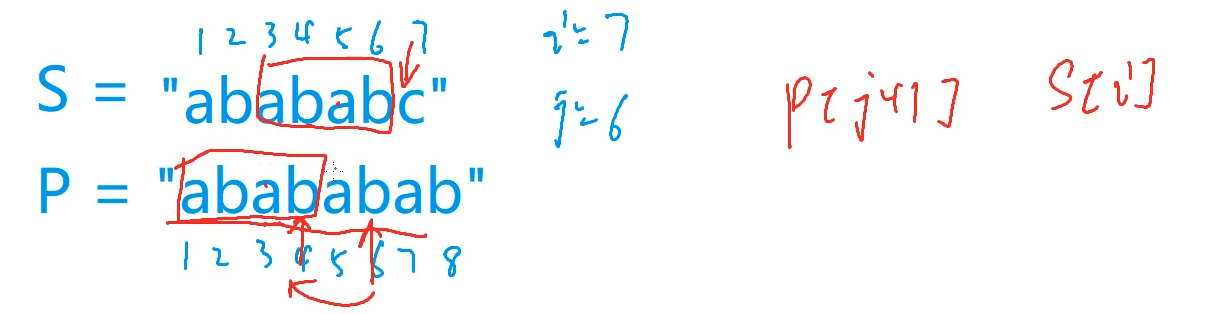 1 2 3 4 5 6 7
S = "abababc"
P = "abababab"
1 2 3 4 5 6 7 8
i = 7
j = 6
P[j+1] S[i]